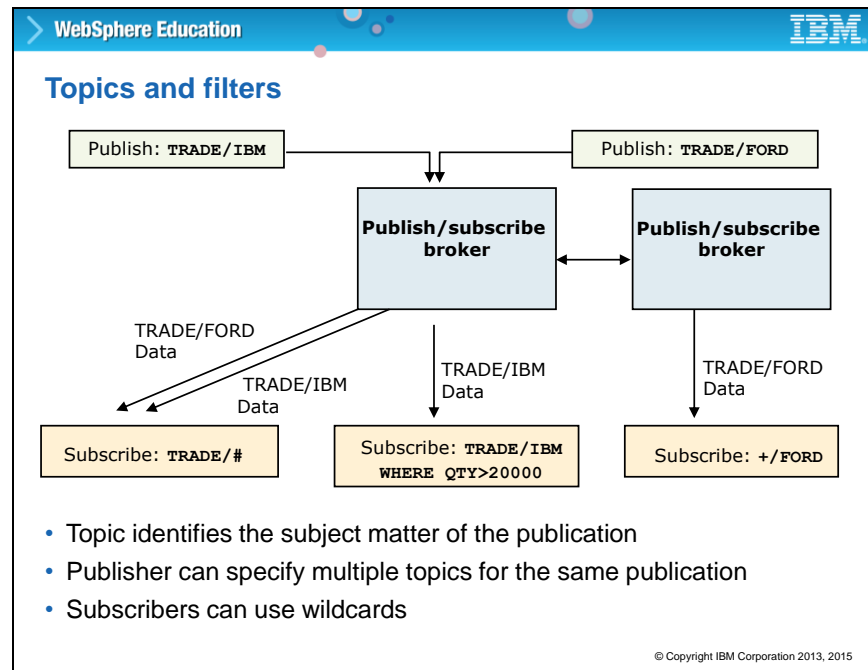 WebSphere Education
IBM
Topics and filters
Publish: TRADE/IBM
Publish: TRADE/FORD
Publish/subscribe
broker
Publish/subscribe
broker
TRADE/FORD
Data
TRADE/IBM
Data
TRADE/IBM
Data
TRADE/FORD
Data
Subscribe: TRADE/#
Subscribe: TRADE/IBM
WHERE QTY>20000
Subscribe: +/FORD
• Topic identifies the subject matter of the publication
• Publisher can specify multiple topics for the same publication
• Subscribers can use wildcards
© Copyright IBM Corporation 2013, 2015